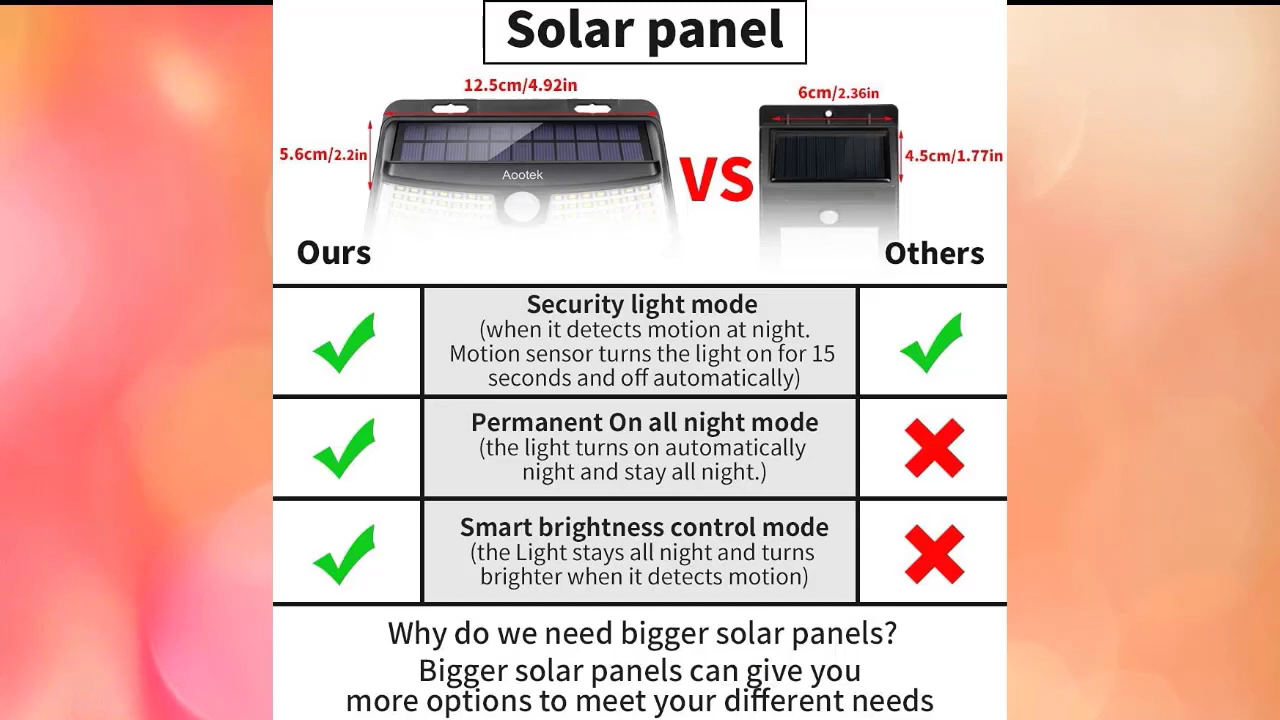 Solar panel
12.5cm/4.92in
6cm/2.36in
5.6cm/2.2in
VS
4.5cm/1.77in
Aootek
Ours
Others
Security light mode
(when it detects motion at night.
Motion sensor turns the light on for 15
seconds and off automatically)
Permanent On all night mode
(the light turns on automatically
night and stay all night.)
Smart brightness control mode
(the Light stays all night and turns
brighter when it detects motion)
Why do we need bigger solar panels?
Bigger solar panels can give you
more options to meet your different needs